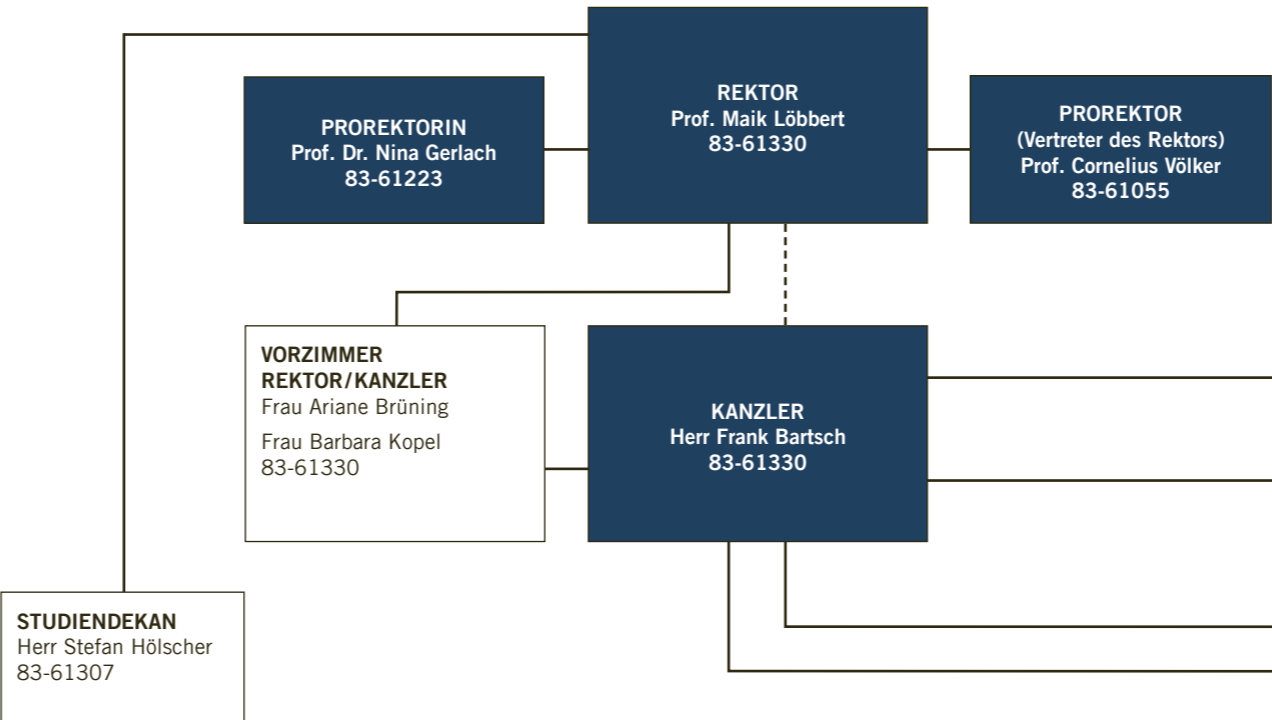 REKTOR
Prof. Maik Löbbert
83-61330
PROREKTORIN
Prof. Dr. Nina Gerlach
83-61223
PROREKTOR
(Vertreter des Rektors)
Prof. Cornelius Völker
83-61055
VORZIMMER
REKTOR/KANZLER
Frau Ariane Brüning
Frau Barbara Kopel
83-61330
KANZLER
Herr Frank Bartsch
83-61330
STUDIENDEKAN
Herr Stefan Hölscher
83-61307